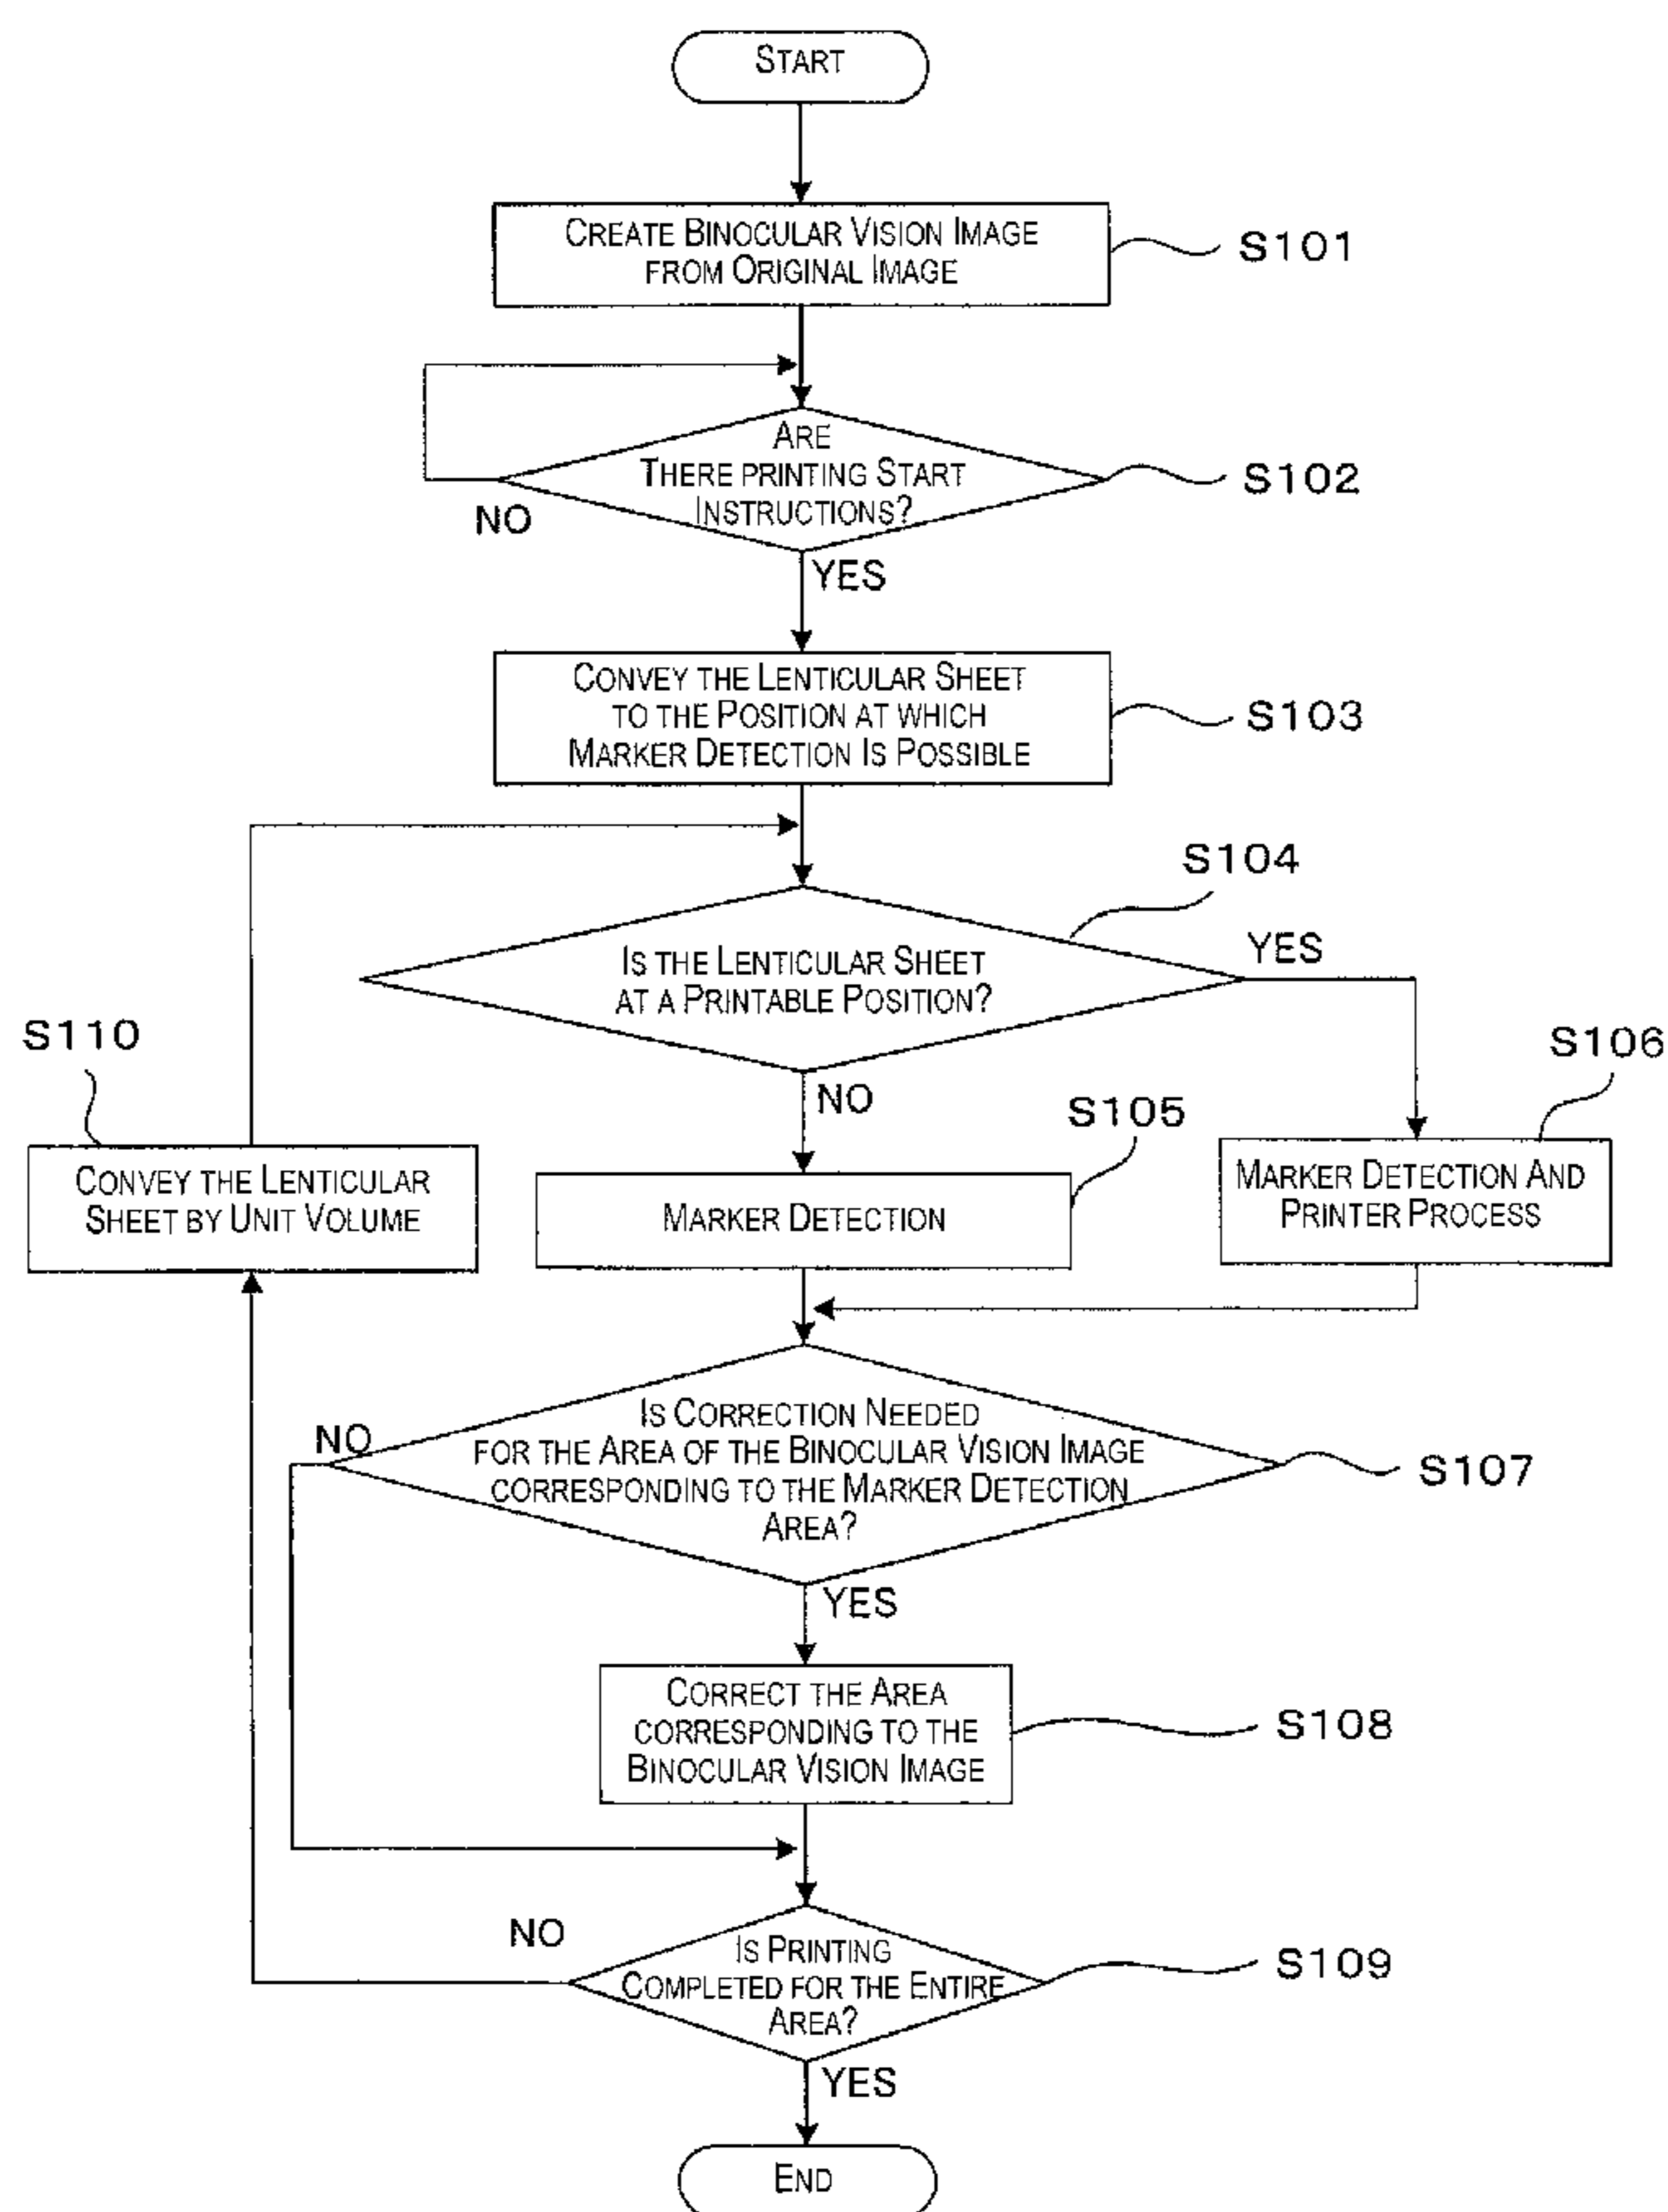 START
CREATE BINOCULAR VISION IMAGE
FROM ORIGINAL IMAGE
S101
ARE
THERE PRINTING START
INSTRUCTIONS?
S102
NO
YES
CONVEY THE LENTICULAR SHEET
TO THE POSITION AT WHICH
MARKER DETECTION IS POSSIBLE
S103
S104
IS THE LENTICULAR SHEET
AT A PRINTABLE POSITION?
YES
NO
S110
CONVEY THE LENTICULAR
SHEET BY UNIT VOLUME
S105
MARKER DETECTION
S106
MARKER DETECTION AND
PRINTER PROCESS
IS CORRECTION NEEDED
FOR THE AREA OF THE BINOCULAR VISION IMAGE
CORRESPONDING TO THE MARKER DETECTION
AREA?
NO
S107
YES
CORRECT THE AREA
CORRESPONDING TO THE
BINOCULAR VISION IMAGE
S108
NO
IS PRINTING
COMPLETED FOR THE ENTIRE
AREA?
S109
YES
END